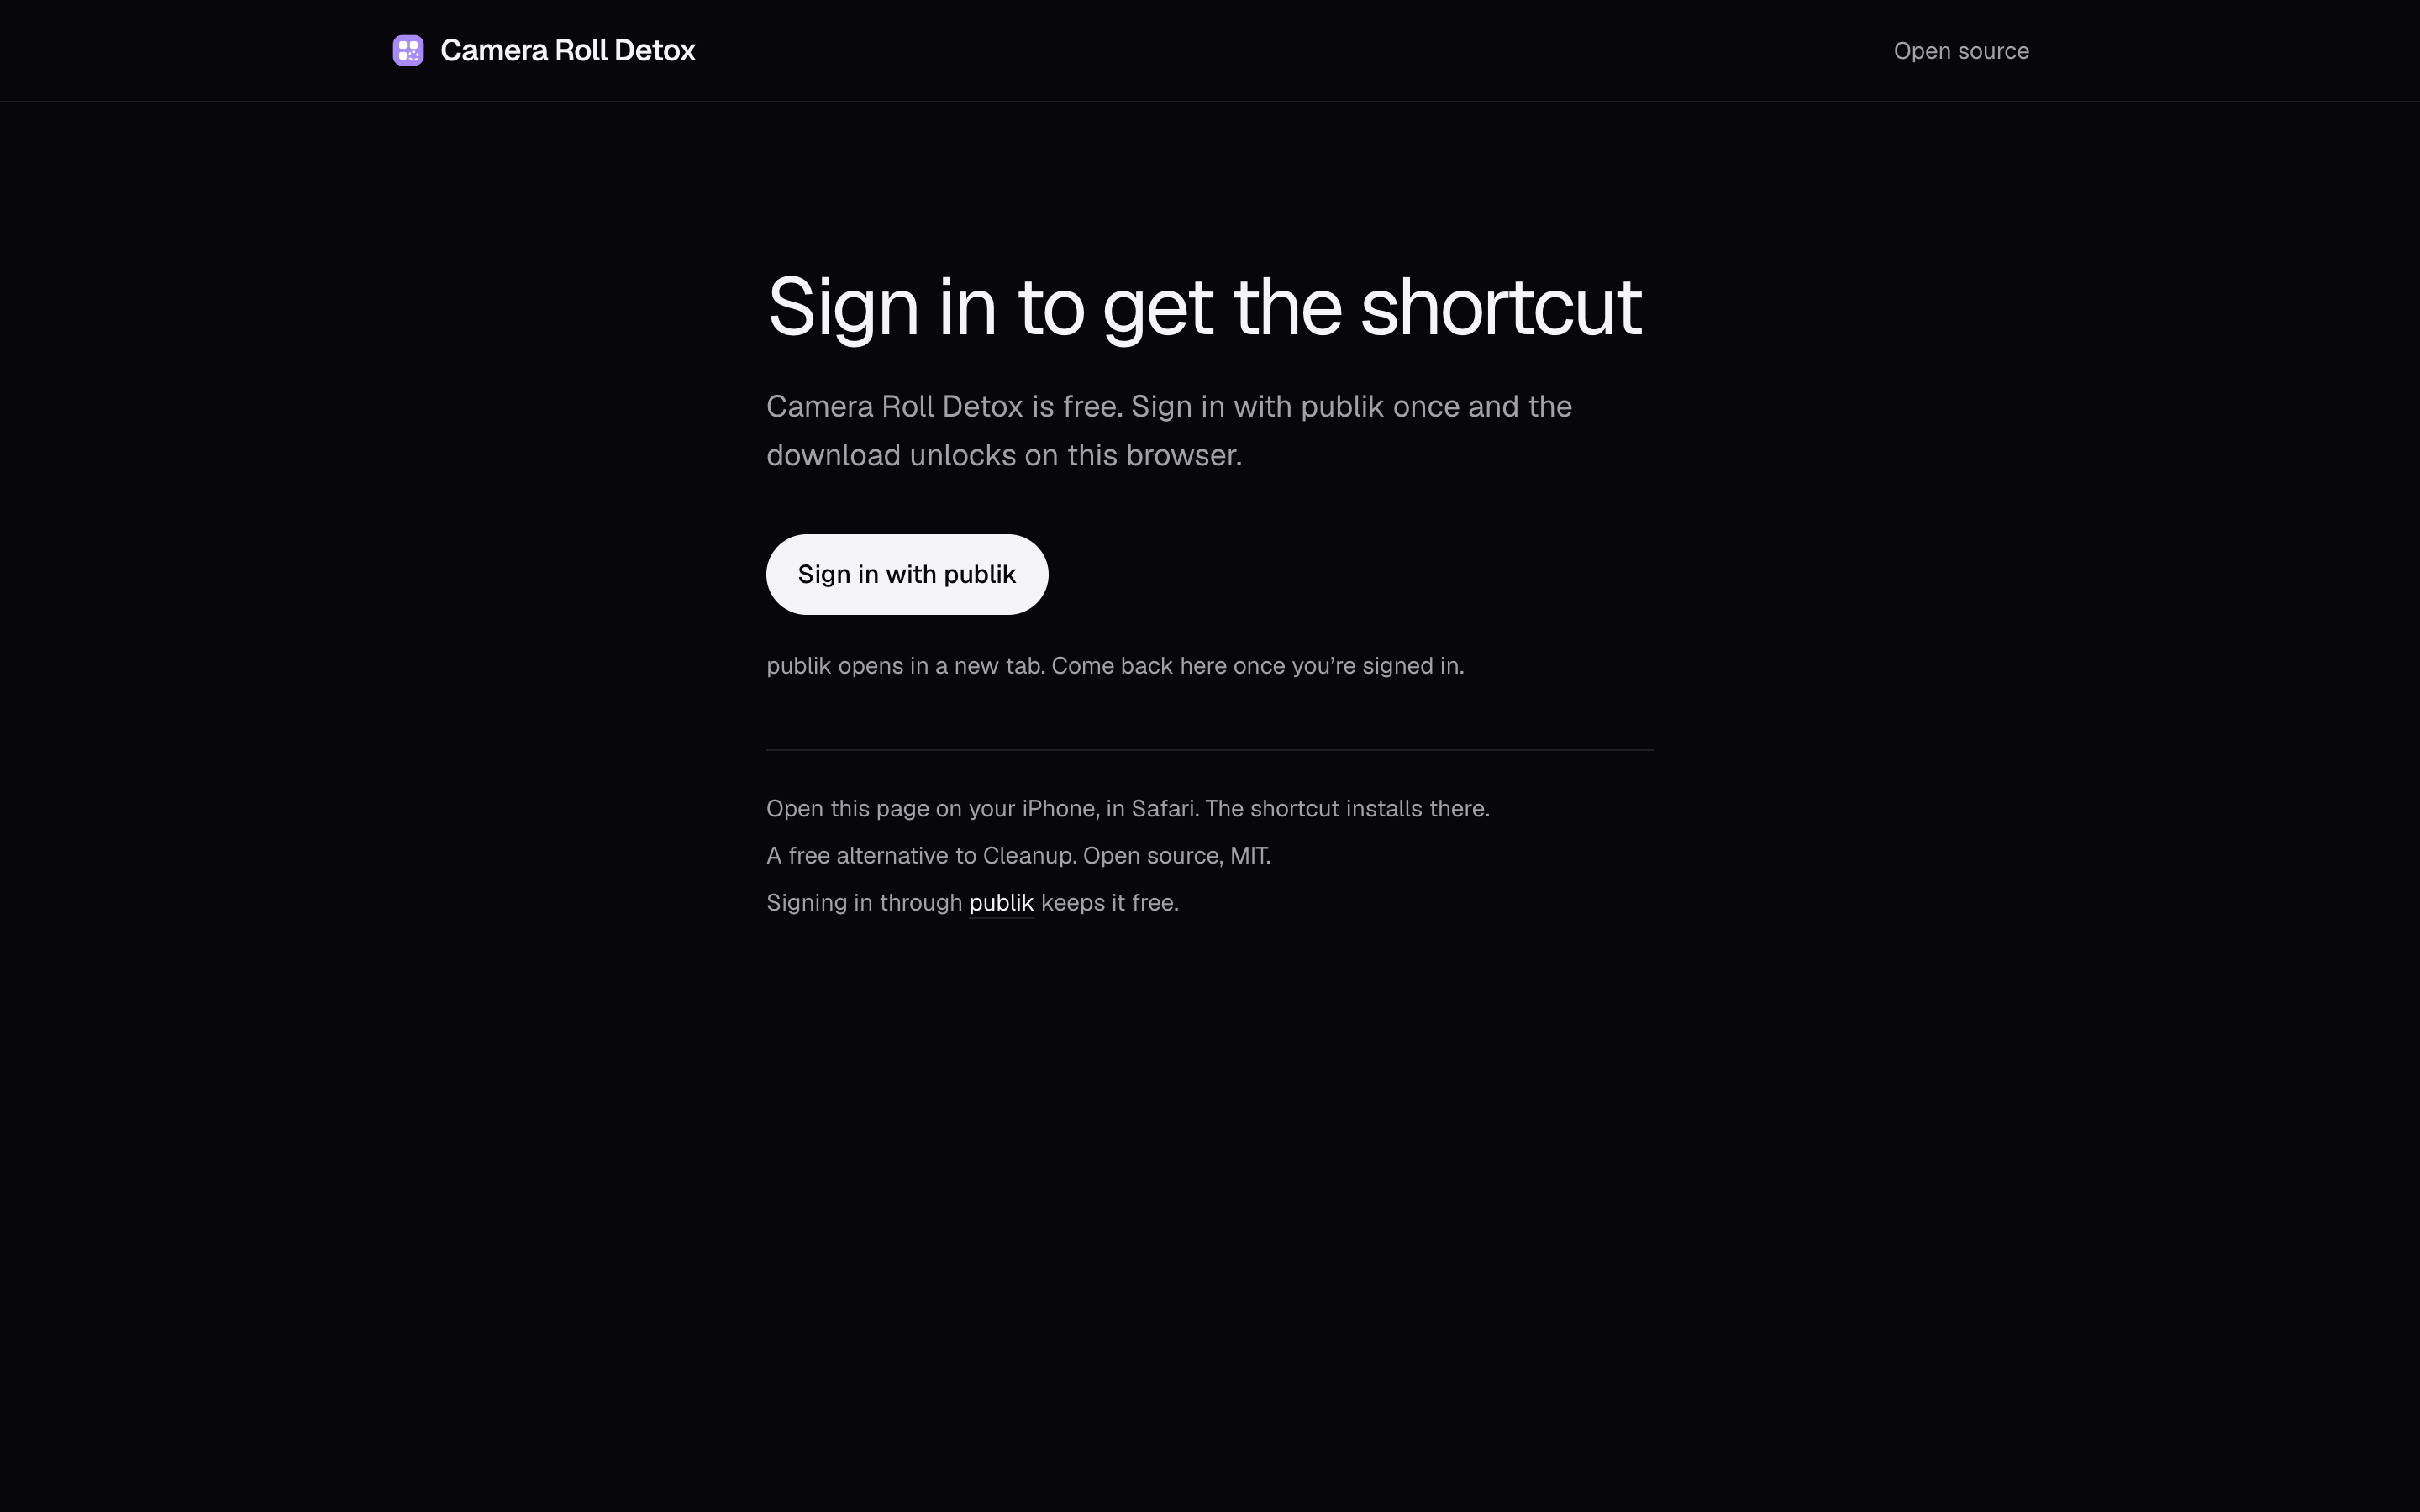 Camera Roll Detox
Open source
Sign in to get the shortcut
Camera Roll Detox is free. Sign in with publik once and the
download unlocks on this browser.
Sign in with publik
publik opens in a new tab. Come back here once you’re signed in.
Open this page on your iPhone, in Safari. The shortcut installs there.
A free alternative to Cleanup. Open source, MIT.
Signing in through publik keeps it free.